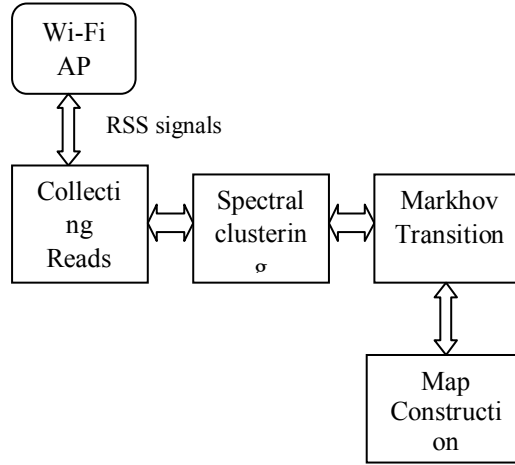 Wi-Fi
AP
RSS signals
Collecti
ng
Reads
Spectral
clusterin
g
Markhov
Transition
Map
Constructi
on